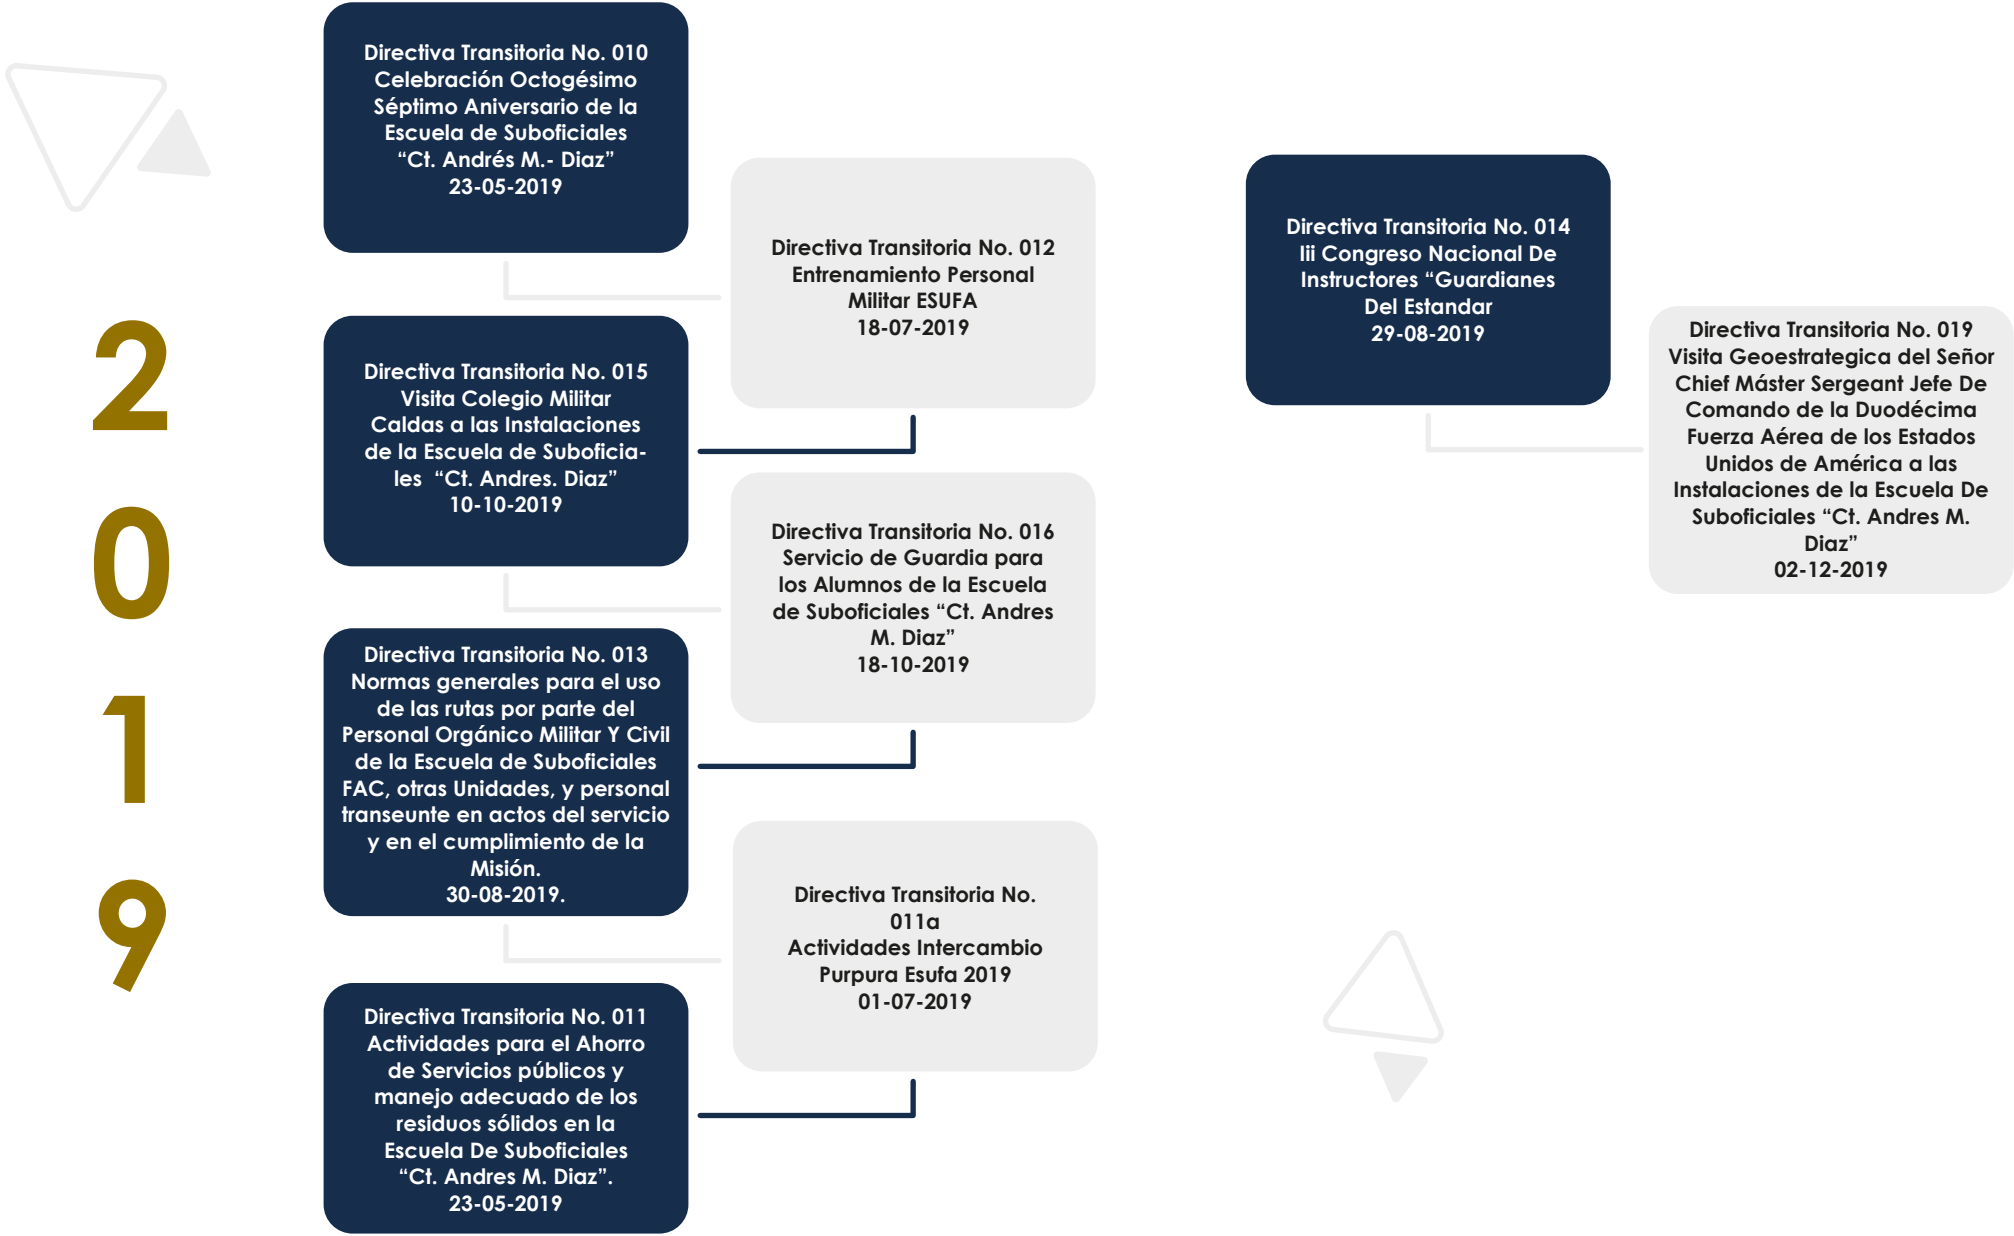 2
0
1
9
Directiva Transitoria No. 010
Celebración Octogésimo
Séptimo Aniversario de la
Escuela de Suboficiales
“Ct. Andrés M.- Diaz”
23-05-2019
Directiva Transitoria No. 012
Entrenamiento Personal
Militar ESUFA
18-07-2019
Directiva Transitoria No. 015
Visita Colegio Militar
Caldas a las Instalaciones
de la Escuela de Suboficia-
les “Ct. Andres. Diaz”
10-10-2019
Directiva Transitoria No. 016
Servicio de Guardia para
los Alumnos de la Escuela
de Suboficiales “Ct. Andres
M. Diaz”
18-10-2019
Directiva Transitoria No. 013
Normas generales para el uso
de las rutas por parte del
Personal Orgánico Militar Y Civil
de la Escuela de Suboficiales
FAC, otras Unidades, y personal
transeunte en actos del servicio
y en el cumplimiento de la
Misión.
30-08-2019.
Directiva Transitoria No.
011a
Actividades Intercambio
Purpura Esufa 2019
01-07-2019
Directiva Transitoria No. 011
Actividades para el Ahorro
de Servicios públicos y
manejo adecuado de los
residuos sólidos en la
Escuela De Suboficiales
“Ct. Andres M. Diaz”.
23-05-2019
Directiva Transitoria No. 014
Iii Congreso Nacional De
Instructores “Guardianes
Del Estandar
29-08-2019
Directiva Transitoria No. 019
Visita Geoestrategica del Señor
Chief Máster Sergeant Jefe De
Comando de la Duodécima
Fuerza Aérea de los Estados
Unidos de América a las
Instalaciones de la Escuela De
Suboficiales “Ct. Andres M.
Diaz”
02-12-2019